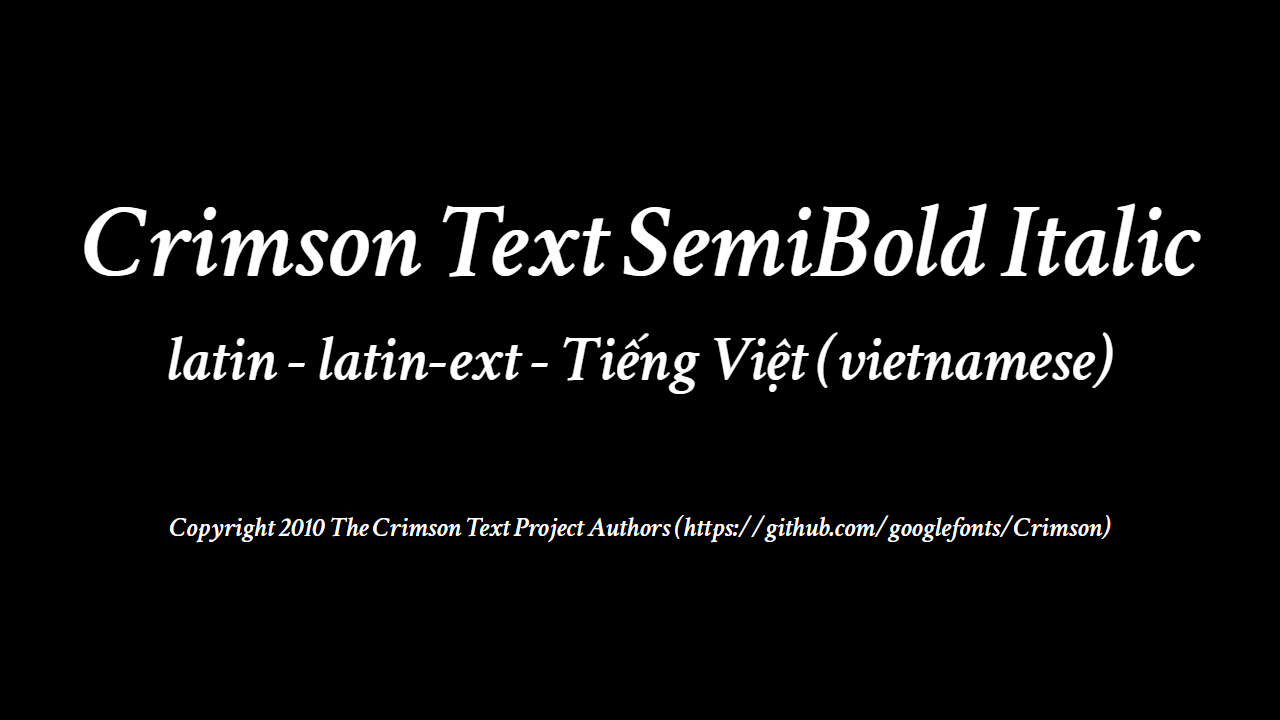 Crimson Text SemiBold Italic
latin - latin-ext - Tiếng Việt (vietnamese)
Copyright 2010 The Crimson Text Project Authors (https://github.com/googlefonts/Crimson)